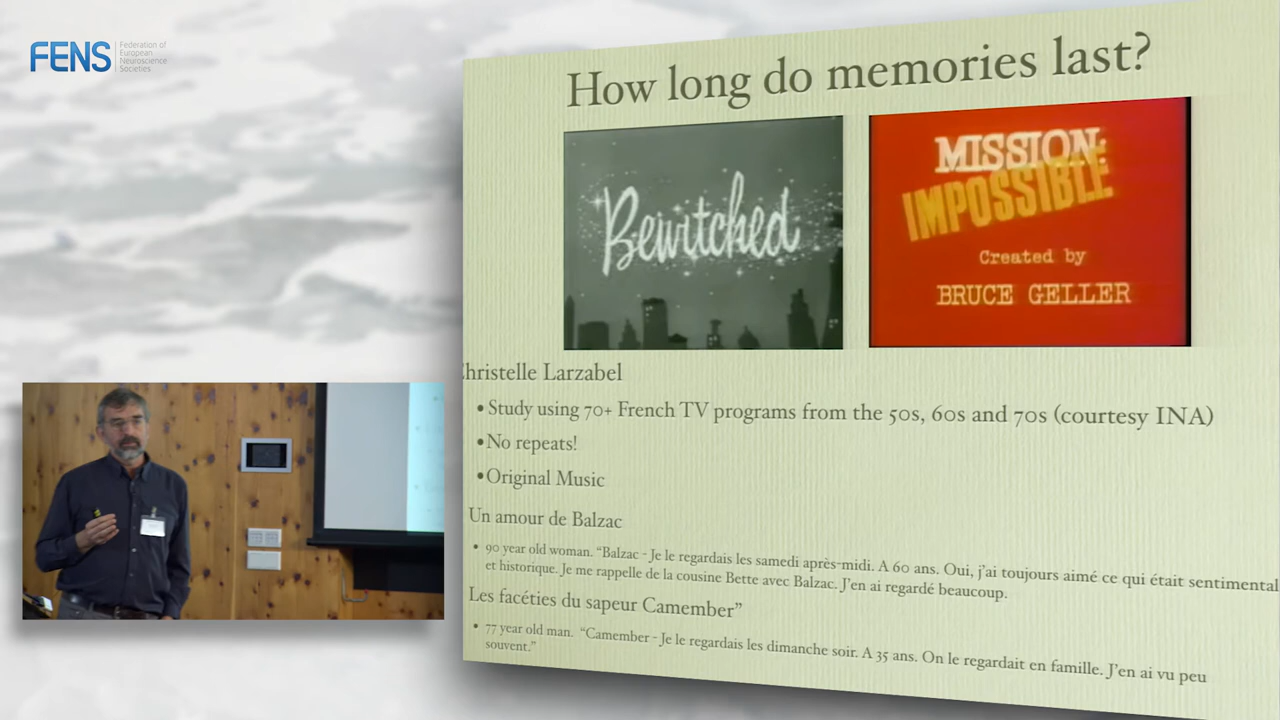 FENS
Federation of
European
Neuroscience
Societies
How long do memories last?
Bewitched
MISSION:
IMPOSSIBLE
Created by
BRUCE GELLER
hristelle Larzabel
•Study using 70+ French TV programs from the 50s, 60s and 70s (courtesy INA)
•No repeats!
•Original Music
Un amour de Balzac
• 90 year old woman. “Balzac - Je le regardais les samedi après-midi. A 60 ans. Oui, j’ai toujours aimé ce qui était sentimental
et historique. Je me rappelle de la cousine Bette avec Balzac. J’en ai regardé beaucoup.
Les facéties du sapeur Camember”
• 77 year old man. “Camember - Je le regardais les dimanche soir. A 35 ans. On le regardait en famille. J’en ai vu peu
souvent.”